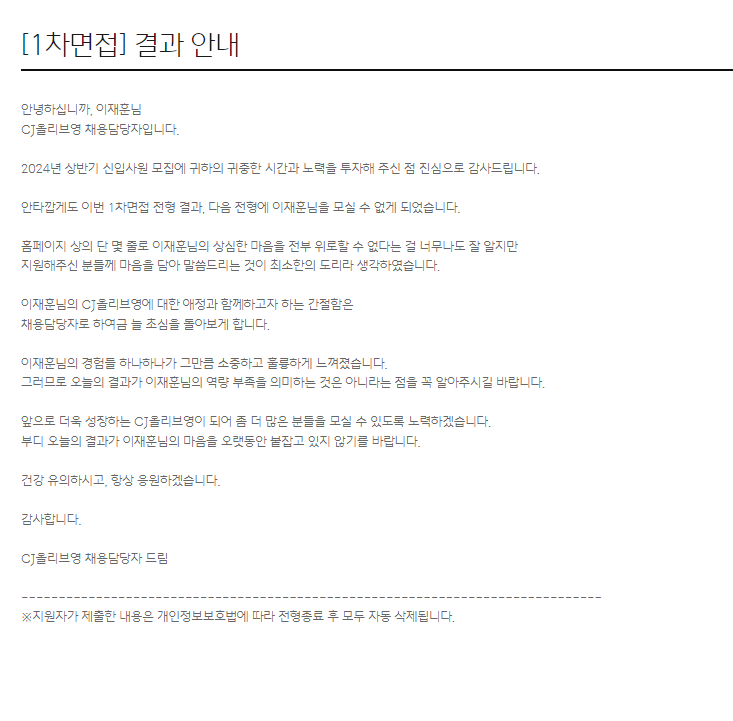 [1차면접] 결과 안내
안녕하십니까, 이재훈님
CJ올리브영 채용담당자입니다.
2024년 상반기 신입사원 모집에 귀하의 귀중한 시간과 노력을 투자해 주신 점 진심으로 감사드립니다.
안타깝게도 이번 1차면접 전형 결과, 다음 전형에 이재훈님을 모실 수 없게 되었습니다.
홈페이지 상의 단 몇 줄로 이재훈님의 상심한 마음을 전부 위로할 수 없다는 걸 너무나도 잘 알지만
지원해주신 분들께 마음을 담아 말씀드리는 것이 최소한의 도리라 생각하였습니다.
이재훈님의 CJ올리브영에 대한 애정과 함께하고자 하는 간절함은
채용담당자로 하여금 늘 초심을 돌아보게 합니다.
이재훈님의 경험들 하나하나가 그만큼 소중하고 훌륭하게 느껴졌습니다.
그러므로 오늘의 결과가 이재훈님의 역량 부족을 의미하는 것은 아니라는 점을 꼭 알아주시길 바랍니다.
앞으로 더욱 성장하는 CJ올리브영이 되어 좀 더 많은 분들을 모실 수 있도록 노력하겠습니다.
부디 오늘의 결과가 이재훈님의 마음을 오랫동안 붙잡고 있지 않기를 바랍니다.
건강 유의하시고, 항상 응원하겠습니다.
감사합니다.
CJ올리브영 채용담당자 드림
--------------------------------------------------------------------------------
※지원자가 제출한 내용은 개인정보보호법에 따라 전형종료 후 모두 자동 삭제됩니다.